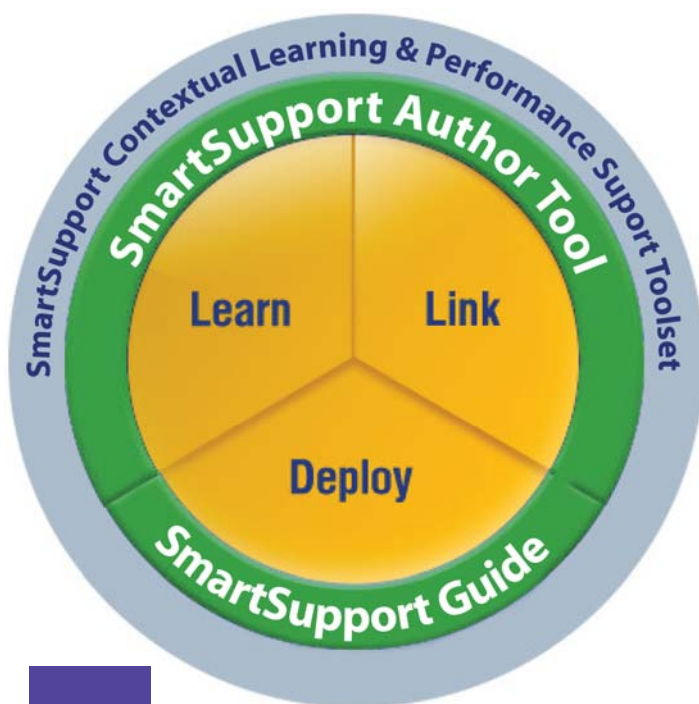 SmartSupport Contextual Learning & Performance Suport Toolset
SmartSupport Author Tool
Learn
Link
Deploy
SmartSupport Guide